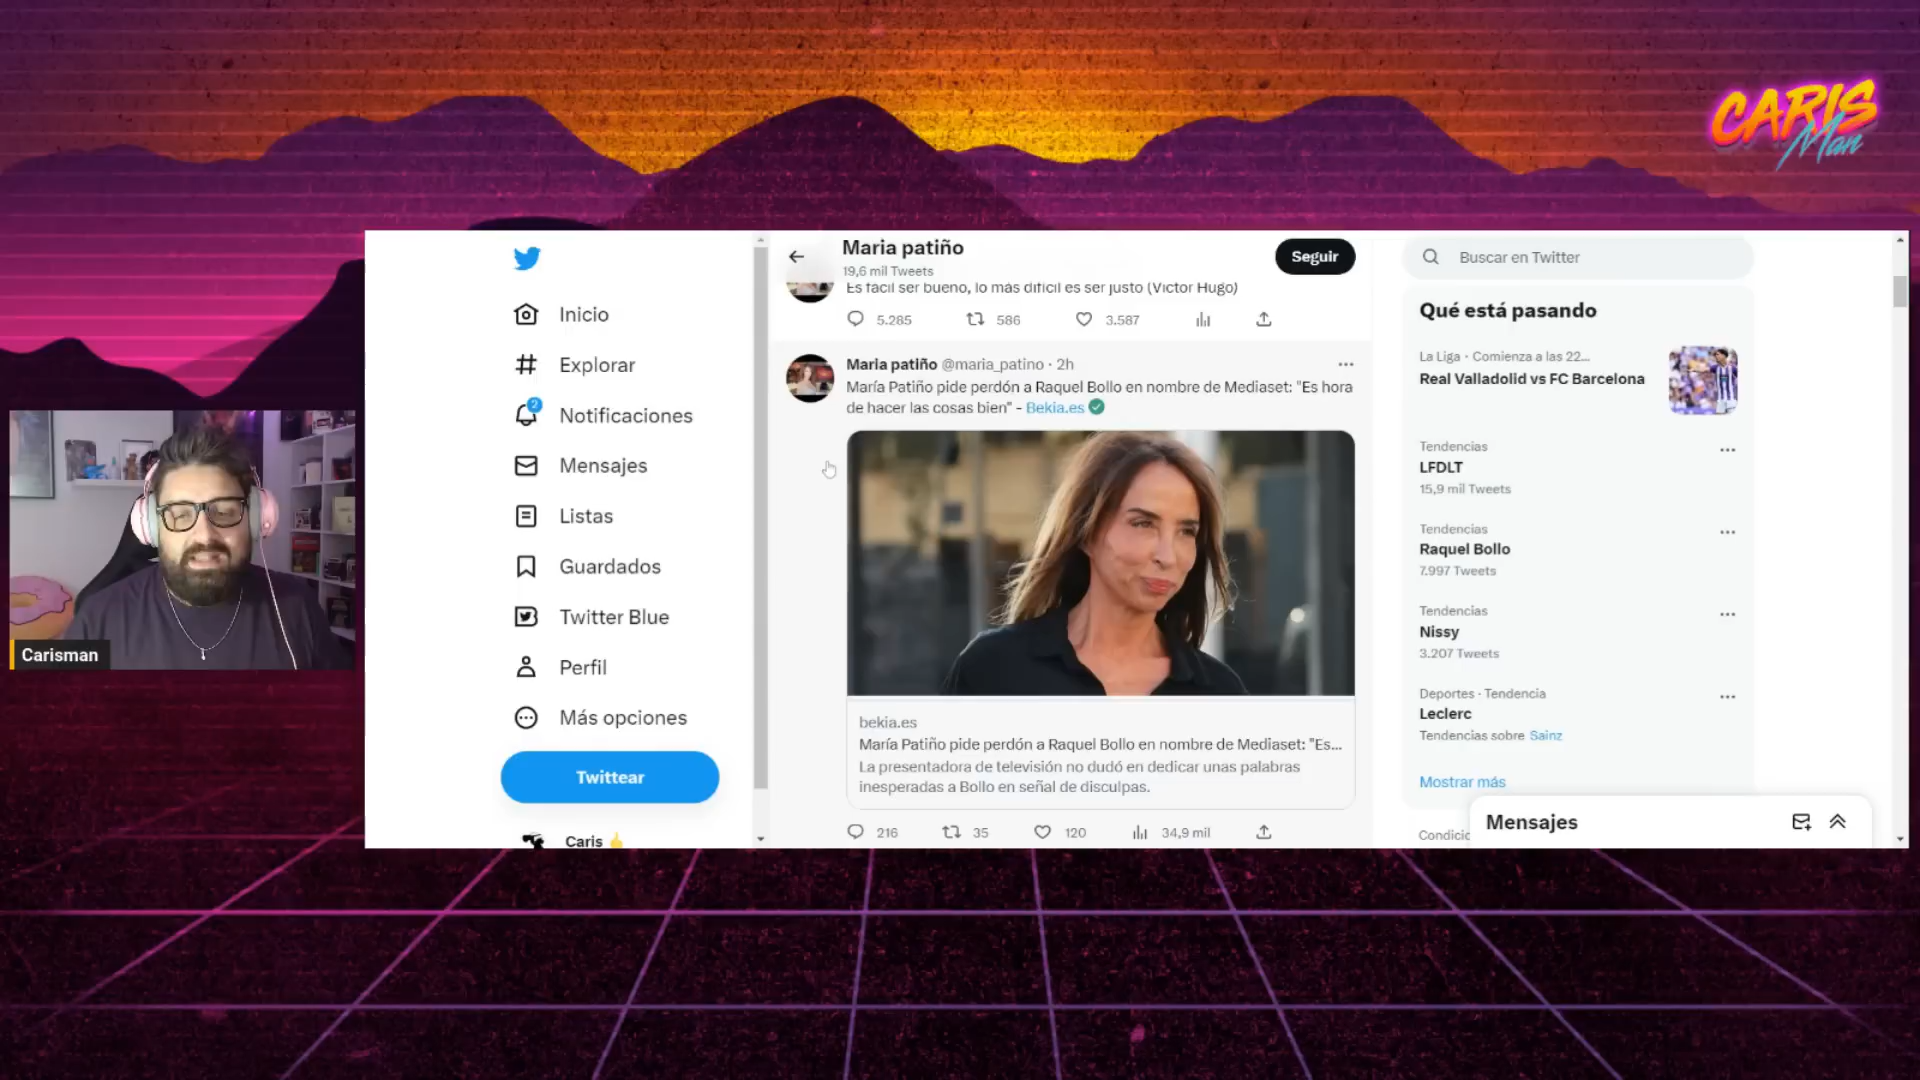 CARIS
Man
Carisman
Inicio
Explorar
2
Notificaciones
Mensajes
Listas
Guardados
Twitter Blue
Perfil
Más opciones
Twittear
Caris
Maria patiño
19,6 mil Tweets
Seguir
Es fácil ser bueno, lo más difícil es ser justo (Víctor Hugo)
5.285 586 3.587
Maria patiño @maria_patino · 2h
María Patiño pide perdón a Raquel Bollo en nombre de Mediaset: "Es hora
de hacer las cosas bien" - Bekia.es
bekia.es
María Patiño pide perdón a Raquel Bollo en nombre de Mediaset: "Es...
La presentadora de televisión no dudó en dedicar unas palabras
inesperadas a Bollo en señal de disculpas.
216 35 120 34,9 mil
Buscar en Twitter
Qué está pasando
La Liga · Comienza a las 22...
Real Valladolid vs FC Barcelona
Tendencias
LFDLT
15,9 mil Tweets
Tendencias
Raquel Bollo
7.997 Tweets
Tendencias
Nissy
3.207 Tweets
Deportes · Tendencia
Leclerc
Tendencias sobre Sainz
Mostrar más
Condicio
Mensajes